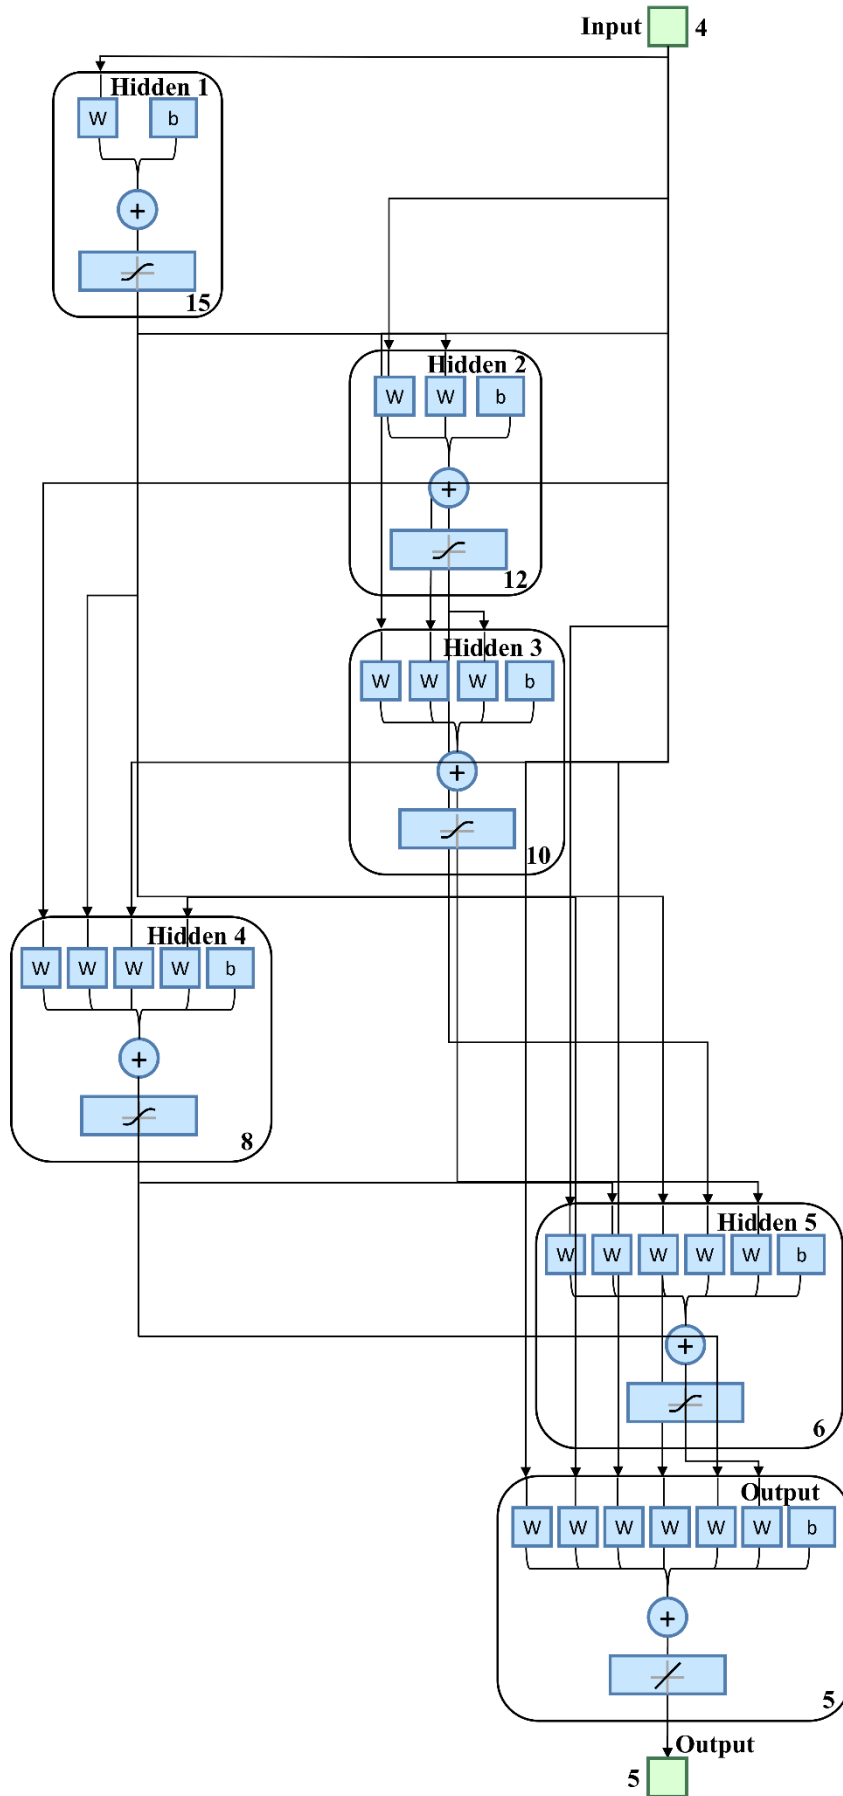 Input 4
Hidden 1
W b
+
15
Hidden 2
W W b
+
12
Hidden 3
W W W b
+
10
Hidden 4
W W W W b
+
8
Hidden 5
W W W W W b
+
6
Output
W W W W W W b
+
5
Output
5